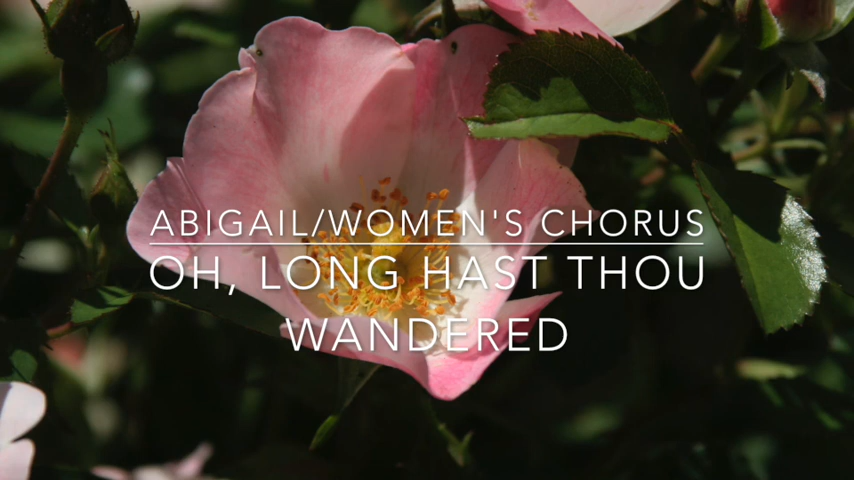 ABIGAIL/WOMEN'S CHORUS
OH, LONG HAST THOU
WANDERED